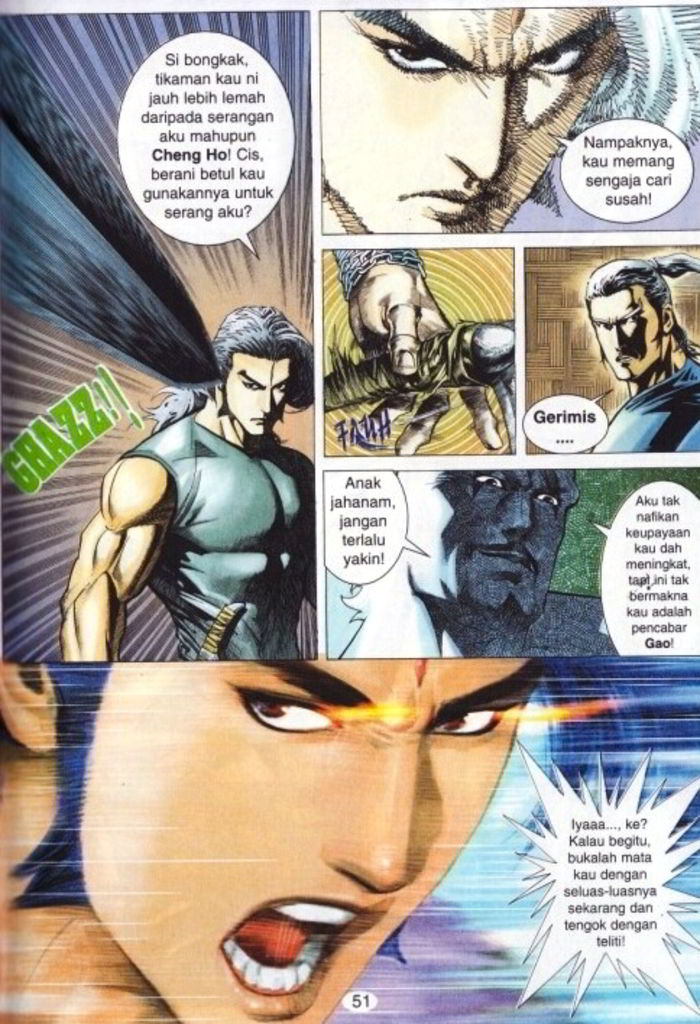 Si bongkak,
tikaman kau ni
jauh lebih lemah
daripada serangan
aku mahupun
Cheng Ho! Cis,
berani betul kau
gunakannya untuk
serang aku?
GRAZZ!!
Nampaknya,
kau memang
sengaja cari
susah!
Gerimis
....
Anak
jahanam,
jangan
terlalu
yakin!
Aku tak
nafikan
keupayaan
kau dah
meningkat,
tapi ini tak
bermakna
kau adalah
pencabar
Gao!
Iyaaa..., ke?
Kalau begitu,
bukalah mata
kau dengan
seluas-luasnya
sekarang dan
tengok dengan
teliti!
51